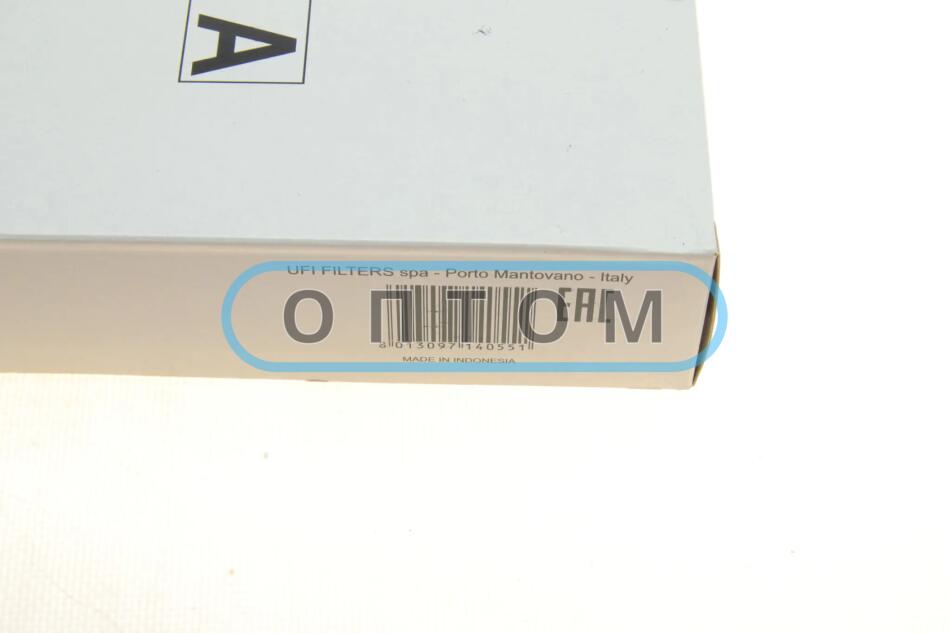 A
UFI FILTERS spa - Porto Mantovano - Italy
EAC
ОПТОМ
8 013097 140551
MADE IN INDONESIA